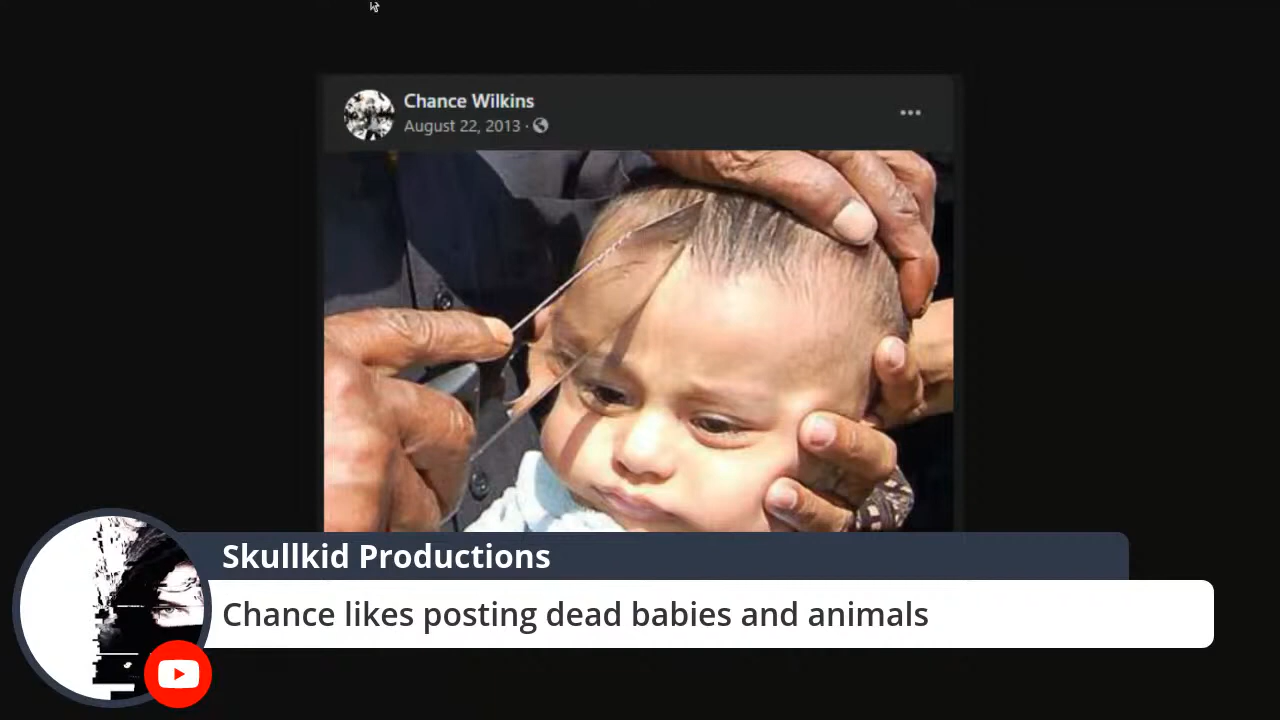 Chance Wilkins
August 22, 2013 ·
Skullkid Productions
Chance likes posting dead babies and animals